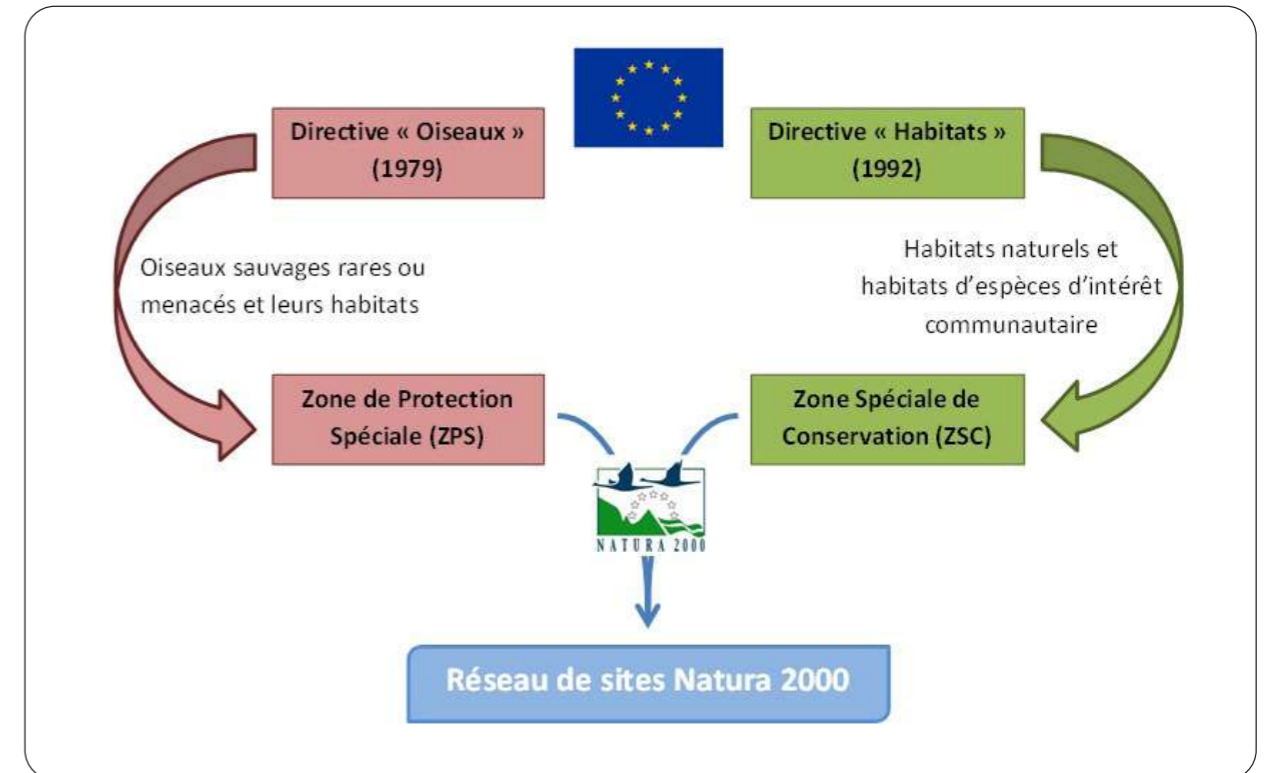 Directive « Oiseaux »
(1979)
Directive « Habitats »
(1992)
Oiseaux sauvages rares ou
menacés et leurs habitats
Habitats naturels et
habitats d'espèces d'intérêt
communautaire
Zone de Protection
Spéciale (ZPS)
Zone Spéciale de
Conservation (ZSC)
NATURA 2000
Réseau de sites Natura 2000